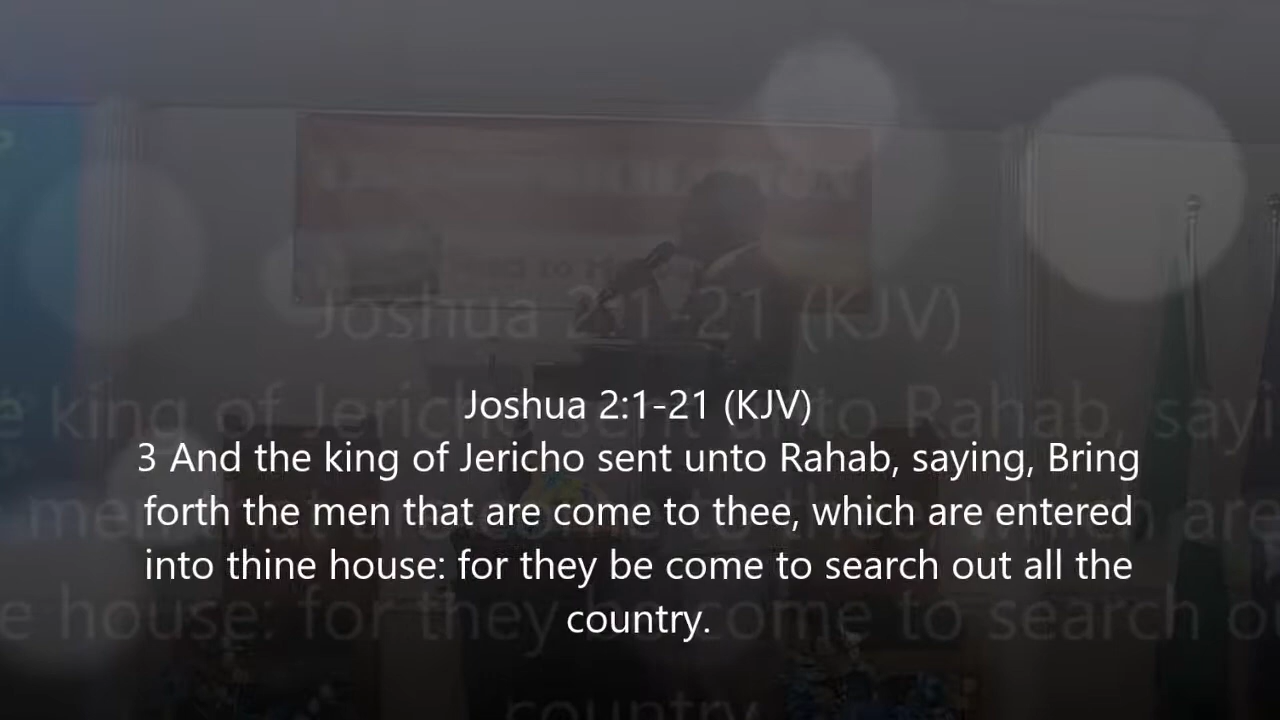 Joshua 2:1-21 (KJV)
3 And the king of Jericho sent unto Rahab, saying, Bring
forth the men that are come to thee, which are entered
into thine house: for they be come to search out all the
country.